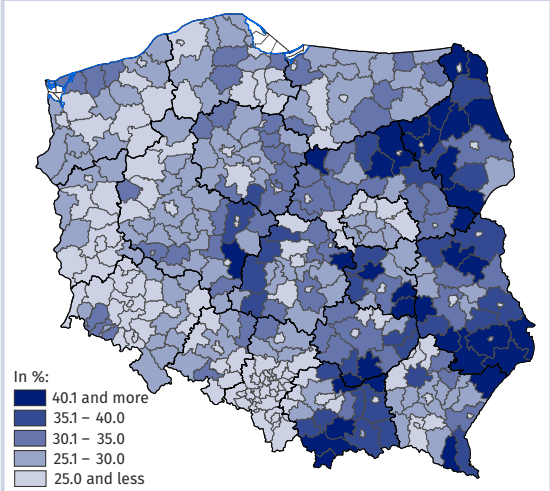 In %:
40.1 and more
35.1 – 40.0
30.1 – 35.0
25.1 – 30.0
25.0 and less